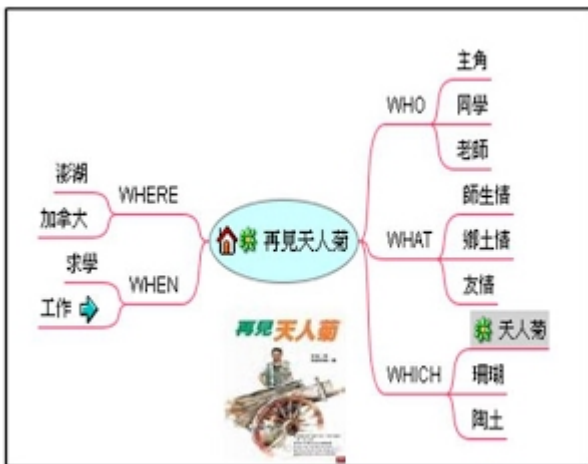 再見天人菊
WHO
主角
同學
老師
WHAT
師生情
鄉土情
友情
WHICH
天人菊
珊瑚
陶土
WHERE
澎湖
加拿大
WHEN
求學
工作
再見天人菊